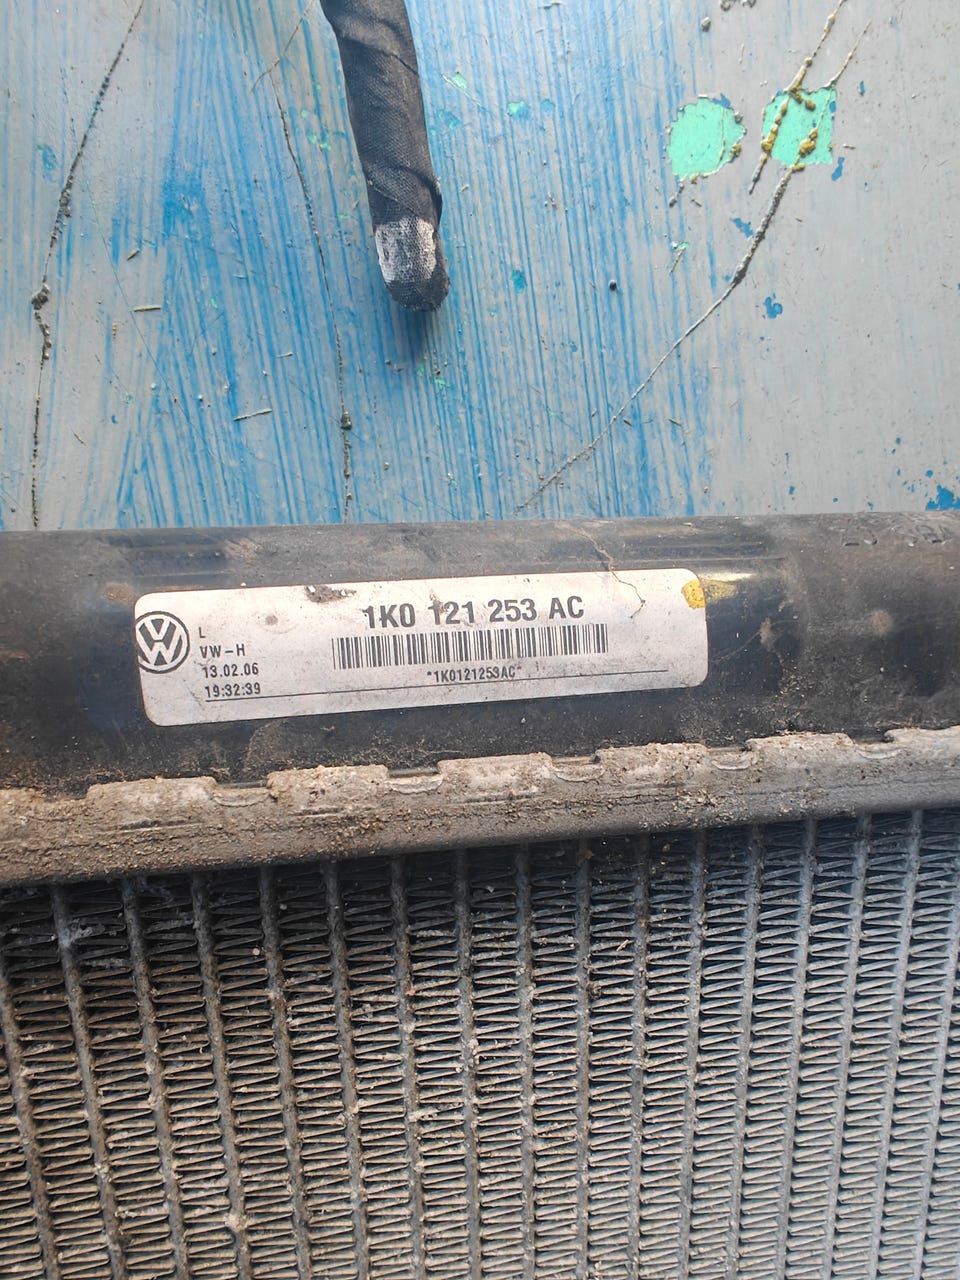 1K0 121 253 AC
L
VW-H
13.02.06
19:32:39
*1K0121253AC*